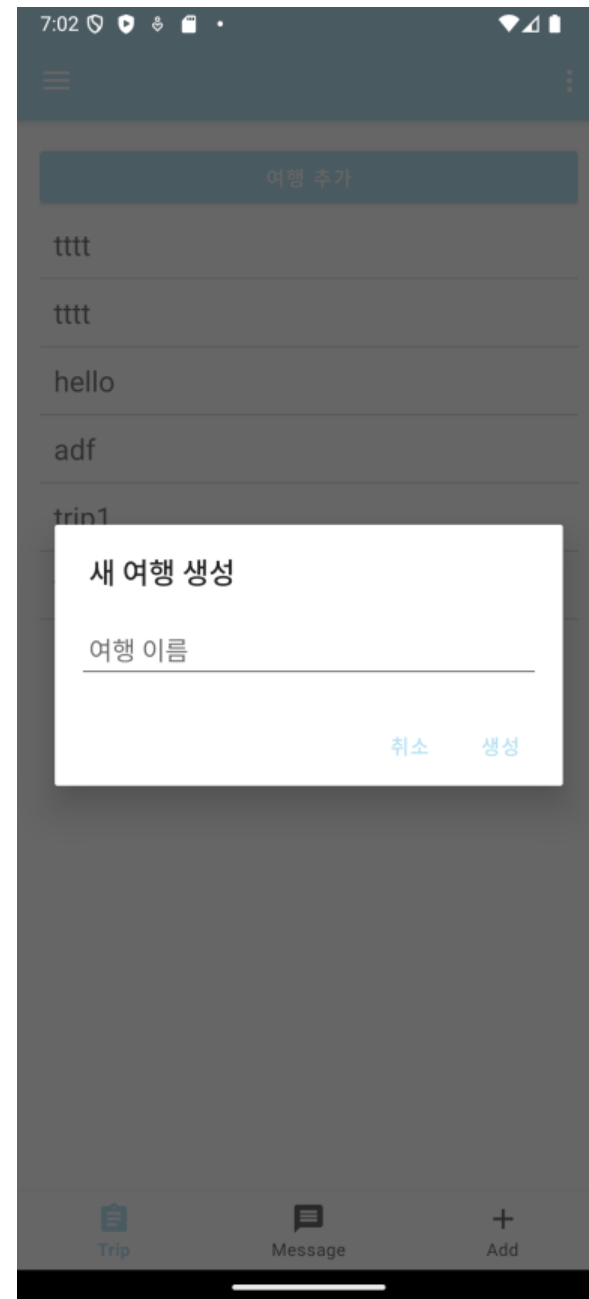 7:02
여행 추가
tttt
tttt
hello
adf
trip1
새 여행 생성
여행 이름
취소 생성
Trip Message Add